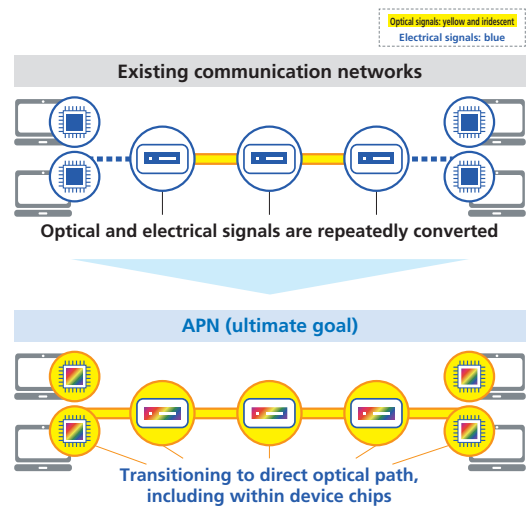 Optical signals: yellow and iridescent
Electrical signals: blue
Existing communication networks
Optical and electrical signals are repeatedly converted
APN (ultimate goal)
Transitioning to direct optical path,
including within device chips